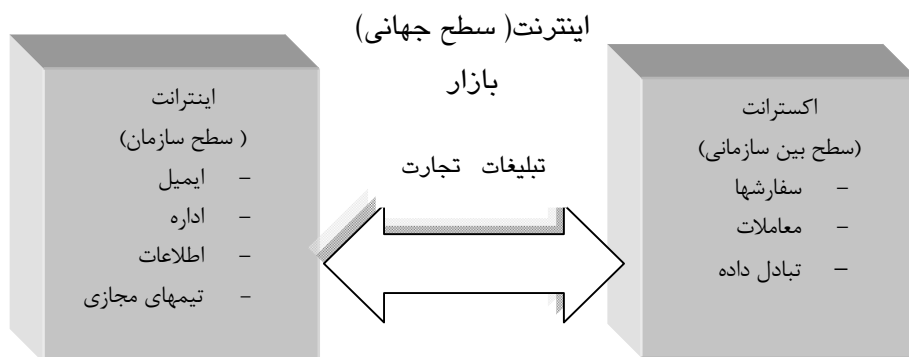 اینترنت( سطح جهانی)
بازار
تبلیغات تجارت
اکسترانت
(سطح بین سازمانی)
– سفارشها
– معاملات
– تبادل داده
اینترانت
( سطح سازمان)
– ایمیل
– اداره
– اطلاعات
– تیمهای مجازی